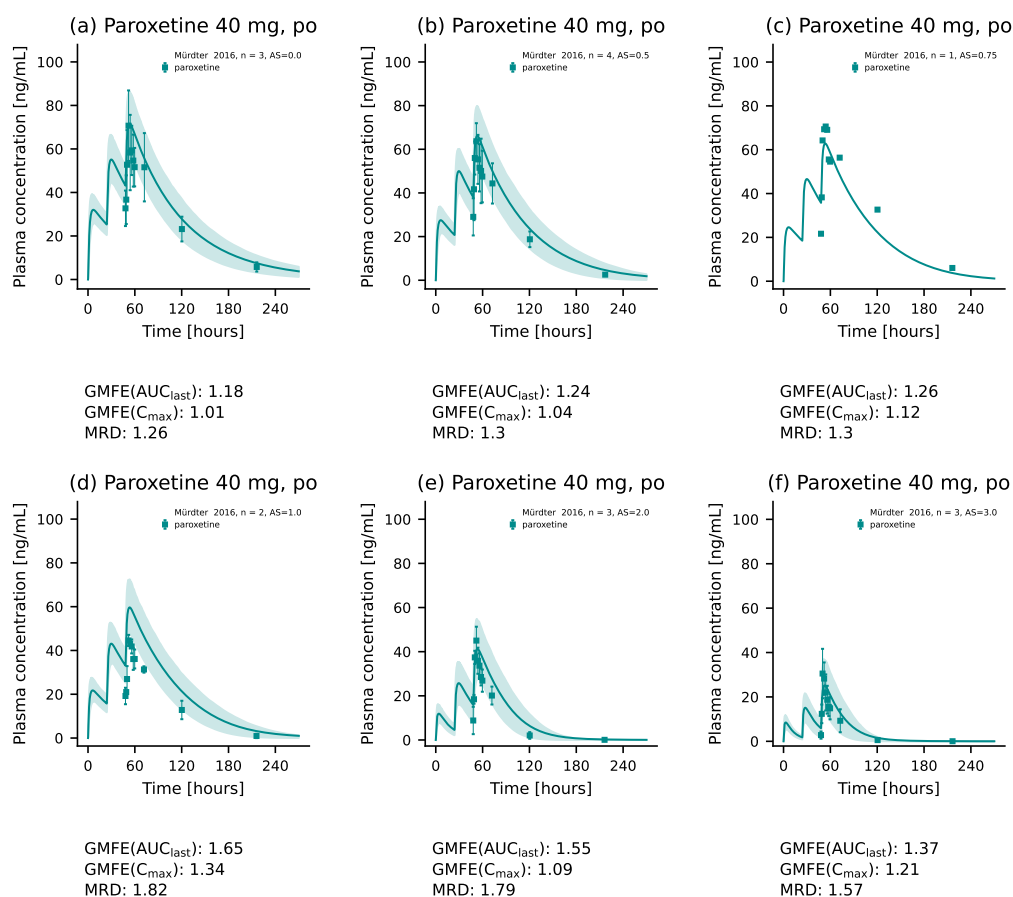 (a) Paroxetine 40 mg, po
Plasma concentration [ng/mL]
100
80
60
40
20
0
Mürdter 2016, n = 3, AS=0.0
paroxetine
0 60 120 180 240
Time [hours]
GMFE(AUClast): 1.18
GMFE(Cmax): 1.01
MRD: 1.26
(b) Paroxetine 40 mg, po
Plasma concentration [ng/mL]
100
80
60
40
20
0
Mürdter 2016, n = 4, AS=0.5
paroxetine
0 60 120 180 240
Time [hours]
GMFE(AUClast): 1.24
GMFE(Cmax): 1.04
MRD: 1.3
(c) Paroxetine 40 mg, po
Plasma concentration [ng/mL]
100
80
60
40
20
0
Mürdter 2016, n = 1, AS=0.75
paroxetine
0 60 120 180 240
Time [hours]
GMFE(AUClast): 1.26
GMFE(Cmax): 1.12
MRD: 1.3
(d) Paroxetine 40 mg, po
Plasma concentration [ng/mL]
100
80
60
40
20
0
Mürdter 2016, n = 2, AS=1.0
paroxetine
0 60 120 180 240
Time [hours]
GMFE(AUClast): 1.65
GMFE(Cmax): 1.34
MRD: 1.82
(e) Paroxetine 40 mg, po
Plasma concentration [ng/mL]
100
80
60
40
20
0
Mürdter 2016, n = 3, AS=2.0
paroxetine
0 60 120 180 240
Time [hours]
GMFE(AUClast): 1.55
GMFE(Cmax): 1.09
MRD: 1.79
(f) Paroxetine 40 mg, po
Plasma concentration [ng/mL]
100
80
60
40
20
0
Mürdter 2016, n = 3, AS=3.0
paroxetine
0 60 120 180 240
Time [hours]
GMFE(AUClast): 1.37
GMFE(Cmax): 1.21
MRD: 1.57